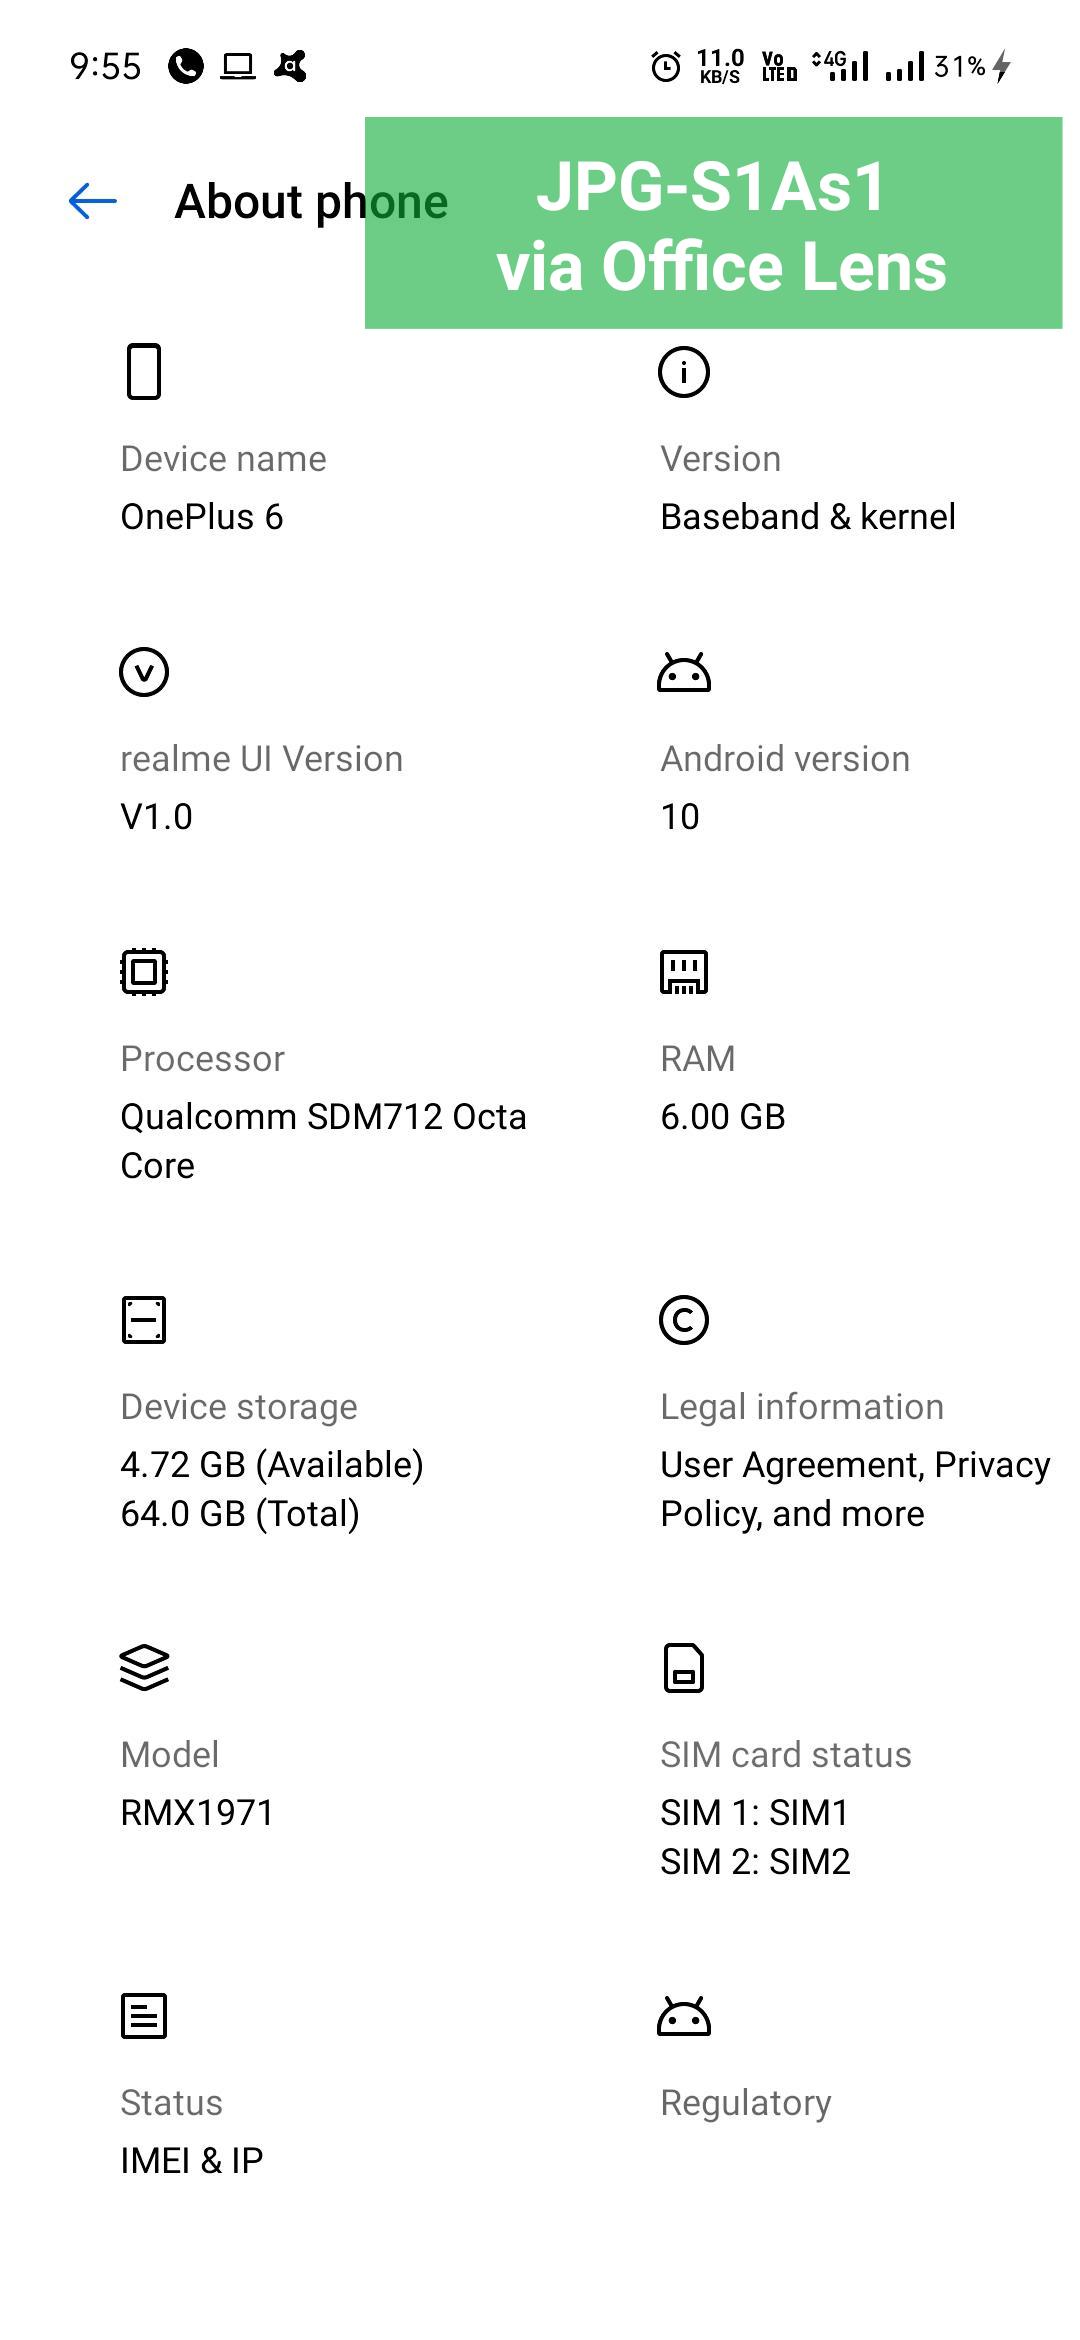 9:55
11.0 KB/S
Vo LTE
4G
31%
About phone
JPG-S1As1
via Office Lens
Device name
OnePlus 6
Version
Baseband & kernel
realme UI Version
V1.0
Android version
10
Processor
Qualcomm SDM712 Octa
Core
RAM
6.00 GB
Device storage
4.72 GB (Available)
64.0 GB (Total)
Legal information
User Agreement, Privacy
Policy, and more
Model
RMX1971
SIM card status
SIM 1: SIM1
SIM 2: SIM2
Status
IMEI & IP
Regulatory